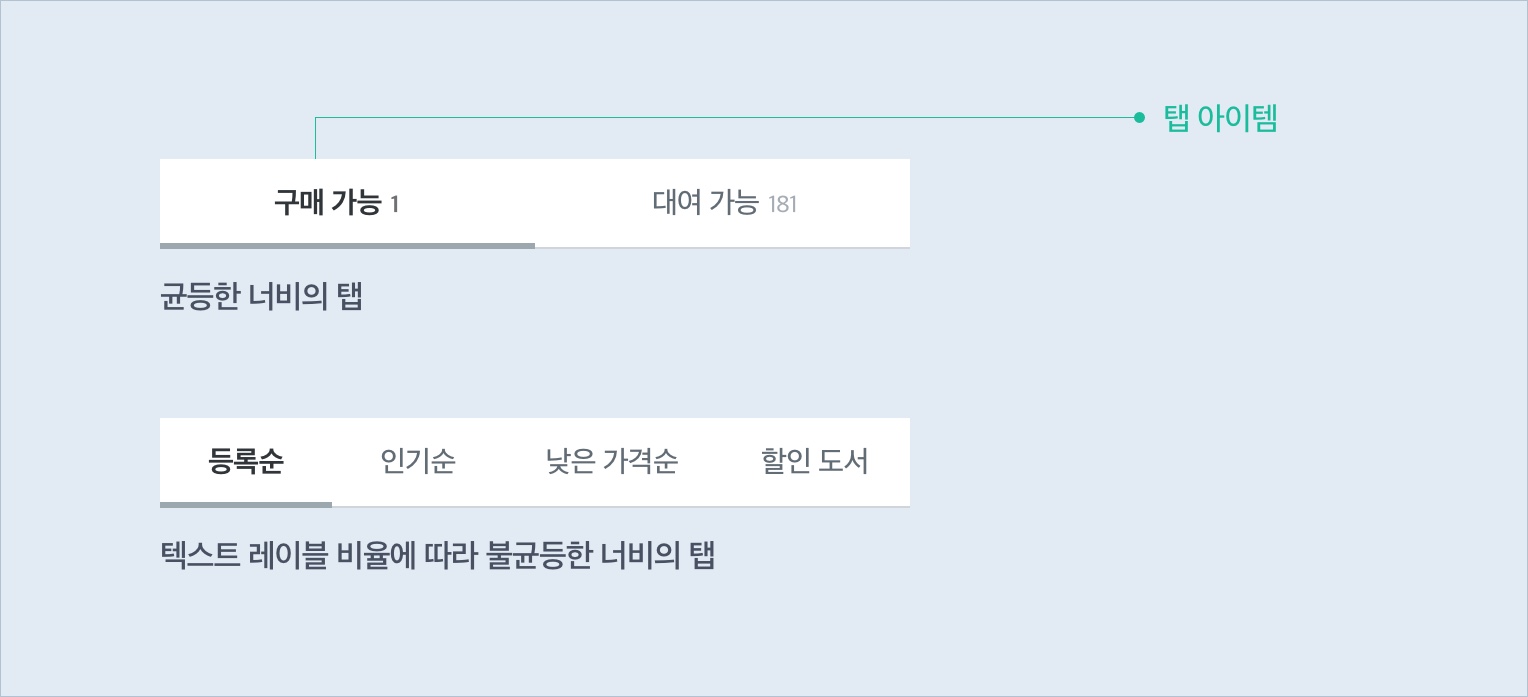 탭 아이템
구매 가능 1 대여 가능 181
균등한 너비의 탭
등록순 인기순 낮은 가격순 할인 도서
텍스트 레이블 비율에 따라 불균등한 너비의 탭